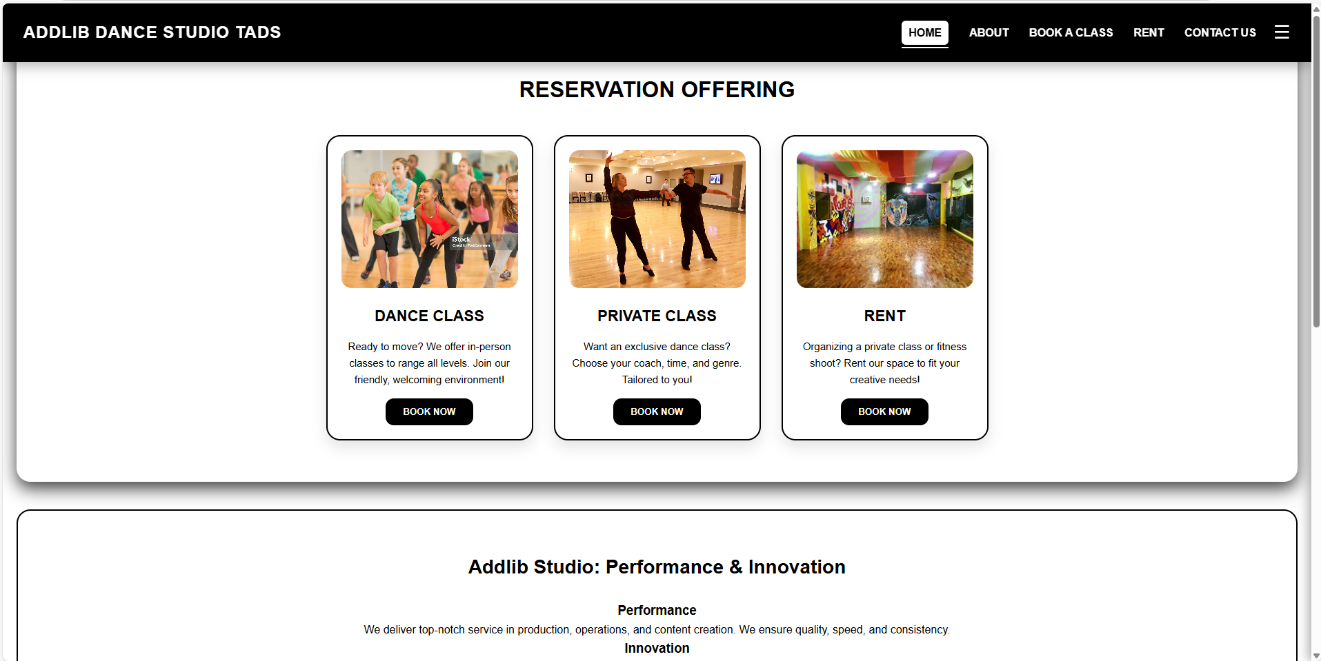 ADDLIB DANCE STUDIO TADS
HOME
ABOUT
BOOK A CLASS
RENT
CONTACT US
RESERVATION OFFERING
iStock
DANCE CLASS
Ready to move? We offer in-person
classes to range all levels. Join our
friendly, welcoming environment!
BOOK NOW
PRIVATE CLASS
Want an exclusive dance class?
Choose your coach, time, and genre.
Tailored to you!
BOOK NOW
RENT
Organizing a private class or fitness
shoot? Rent our space to fit your
creative needs!
BOOK NOW
Addlib Studio: Performance & Innovation
Performance
We deliver top-notch service in production, operations, and content creation. We ensure quality, speed, and consistency.
Innovation